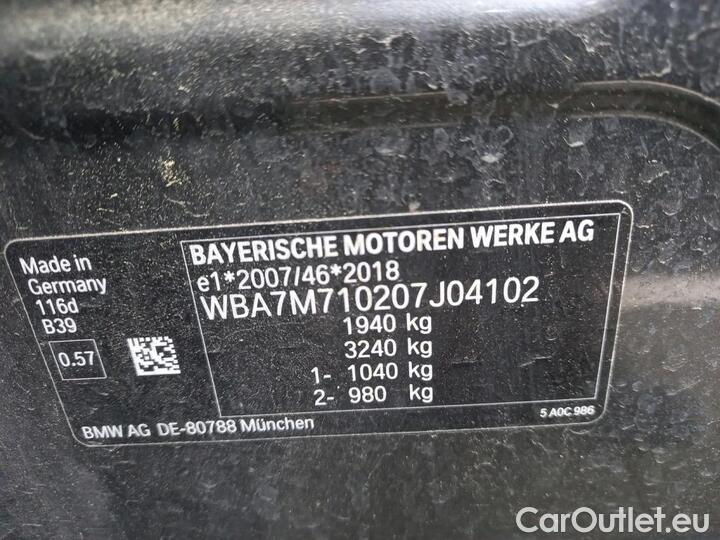 Made in
Germany
116d
B39
0.57
BMW AG DE-80788 München
BAYERISCHE MOTOREN WERKE AG
e1*2007/46*2018
WBA7M710207J04102
1940 kg
3240 kg
1- 1040 kg
2- 980 kg
5 A0C 986
CarOutlet.eu